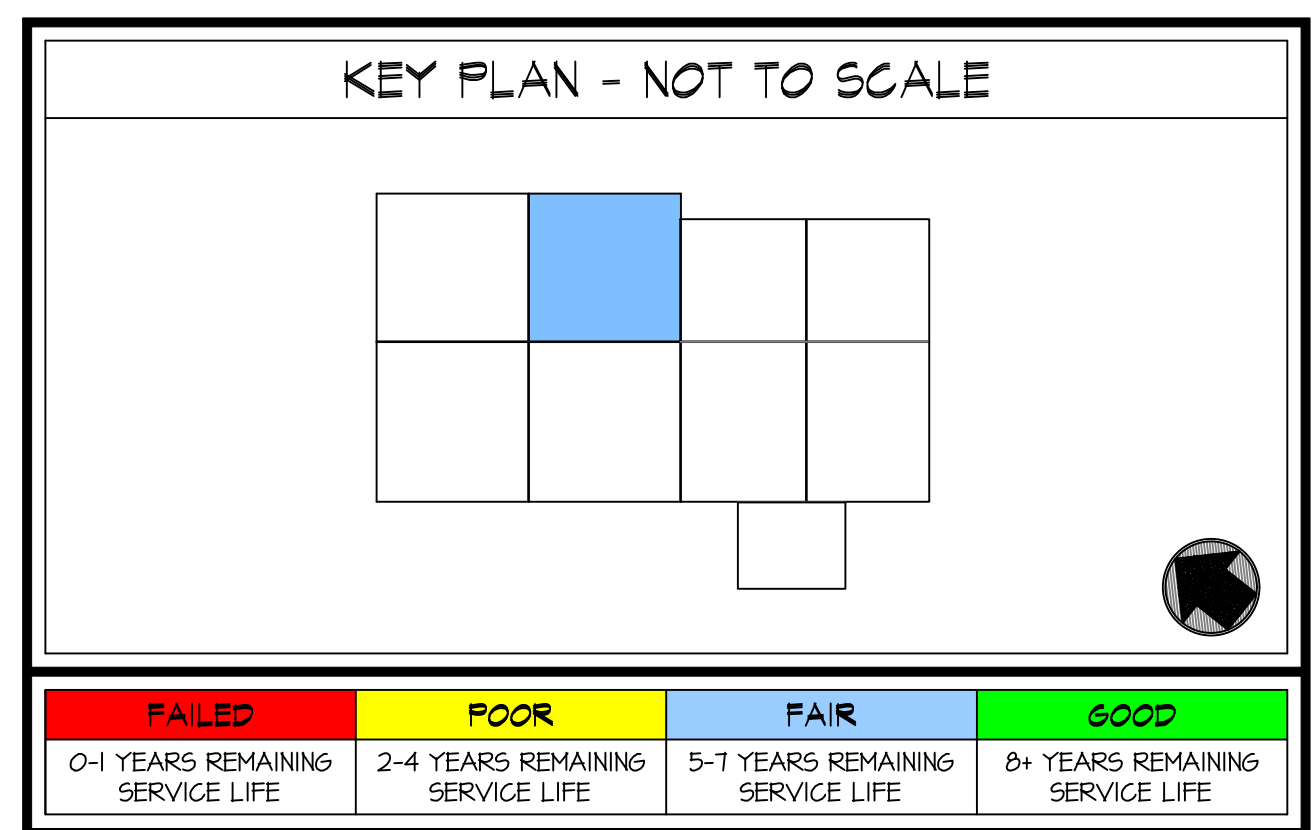 KEY PLAN - NOT TO SCALE
FAILED
POOR
FAIR
GOOD
0-1 YEARS REMAINING
SERVICE LIFE
2-4 YEARS REMAINING
SERVICE LIFE
5-7 YEARS REMAINING
SERVICE LIFE
8+ YEARS REMAINING
SERVICE LIFE